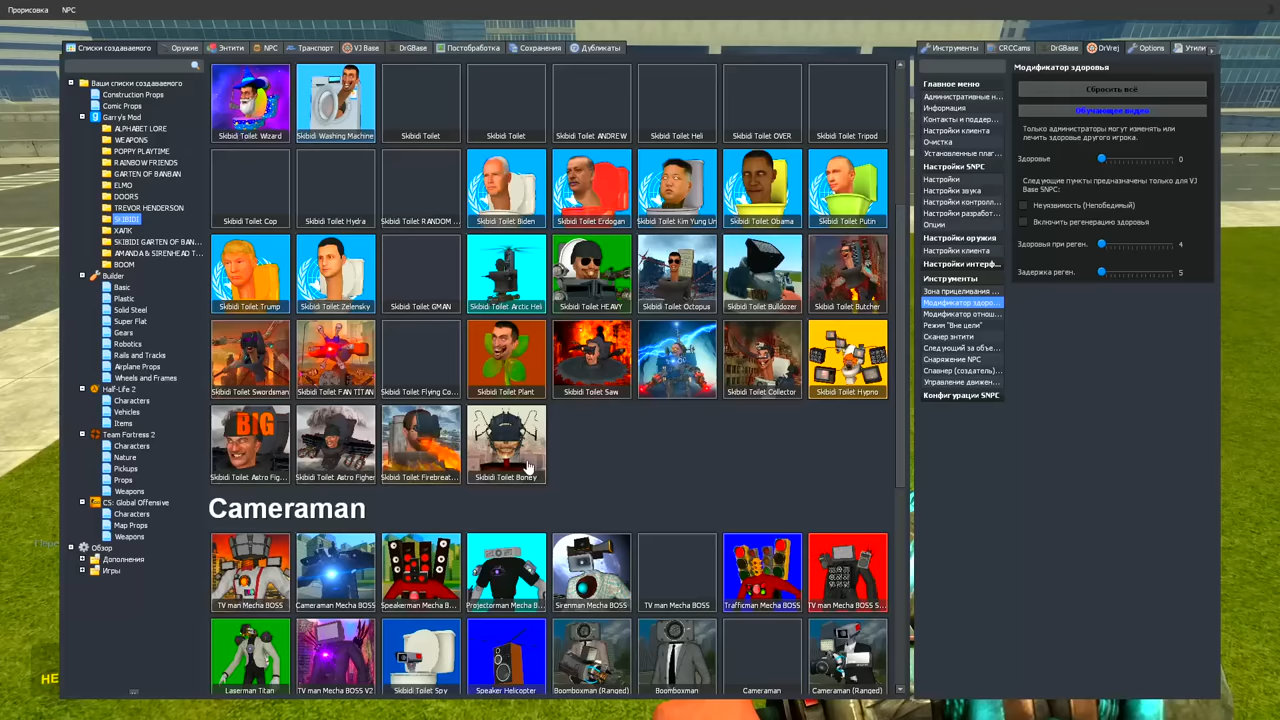 Прорисовка NPC
Списки создаваемого Оружие Энтити NPC Транспорт VJ Base DrGBase Постобработка Сохранения Дубликаты
Инструменты CRCCams DrGBase DrVrej Options Утили
Ваши списки создаваемого
Construction Props
Comic Props
Garry's Mod
ALPHABET LORE
WEAPONS
POPPY PLAYTIME
RAINBOW FRIENDS
GARTEN OF BANBAN
ELMO
DOORS
TREVOR HENDERSON
SKIBIDI
ХАГК
SKIBIDI GARTEN OF BAN...
AMANDA & SIRENHEAD T...
BOOM
Builder
Basic
Plastic
Solid Steel
Super Flat
Gears
Robotics
Rails and Tracks
Airplane Props
Wheels and Frames
Half-Life 2
Characters
Vehicles
Items
Team Fortress 2
Characters
Nature
Pickups
Props
Weapons
CS: Global Offensive
Characters
Map Props
Weapons
Обзор
Дополнения
Игры
Skibidi Toilet Wizard Skibidi Washing Machine Skibidi Toilet Skibidi Toilet Skibidi Toilet ANDREW Skibidi Toilet Heli Skibidi Toilet OVER Skibidi Toilet Tripod
Skibidi Toilet Cop Skibidi Toilet Hydra Skibidi Toilet RANDOM ... Skibidi Toilet Biden Skibidi Toilet Erdogan Skibidi Toilet Kim Yung Un Skibidi Toilet Obama Skibidi Toilet Putin
Skibidi Toilet Trump Skibidi Toilet Zelensky Skibidi Toilet GMAN Skibidi Toilet Arctic Heli Skibidi Toilet HEAVY Skibidi Toilet Octopus Skibidi Toilet Bulldozer Skibidi Toilet Butcher
Skibidi Toilet Swordsman Skibidi Toilet FAN TITAN Skibidi Toilet Flying Co... Skibidi Toilet Plant Skibidi Toilet Saw Skibidi Toilet Collector Skibidi Toilet Hypno
BIG
Skibidi Toilet Astro Fig... Skibidi Toilet Astro Figher Skibidi Toilet Firebreat... Skibidi Toilet Boney
Cameraman
TV man Mecha BOSS Cameraman Mecha BOSS Speakerman Mecha B... Projectorman Mecha B... Sirenman Mecha BOSS TV man Mecha BOSS Trafficman Mecha BOSS TV man Mecha BOSS S...
Laserman Titan TV man Mecha BOSS V2 Skibidi Toilet Spy Speaker Helicopter Boomboxman (Ranged) Boomboxman Cameraman Cameraman (Ranged)
Главное меню
Административные н...
Информация
Контакты и поддер...
Настройки клиента
Очистка
Установленные плаг...
Настройки SNPC
Настройки
Настройки звука
Настройки контролл...
Настройки разработ...
Опции
Настройки оружия
Настройки клиента
Настройки интерф...
Инструменты
Зона прицеливания ...
Модификатор здоро...
Модификатор отнош...
Режим "Вне цели"
Сканер энтити
Следующий за объе...
Снаряжение NPC
Спавнер (создатель)...
Управление движен...
Конфигурации SNPC
Модификатор здоровья
Сбросить всё
Обучающее видео
Только администраторы могут изменять или
лечить здоровье другого игрока.
Здоровье 0
Следующие пункты предназначены только для VJ
Base SNPC:
Неуязвимость (Непобедимый)
Включить регенерацию здоровья
Здоровья при реген. 4
Задержка реген. 5
НЕ